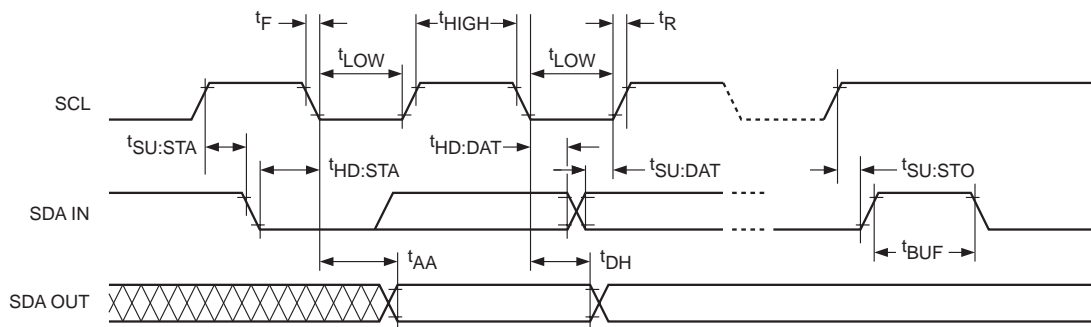 tF
tHIGH
tR
tLOW
tLOW
SCL
tSU:STA
tHD:STA
tHD:DAT
tSU:DAT
tSU:STO
SDA IN
tBUF
tAA
tDH
SDA OUT